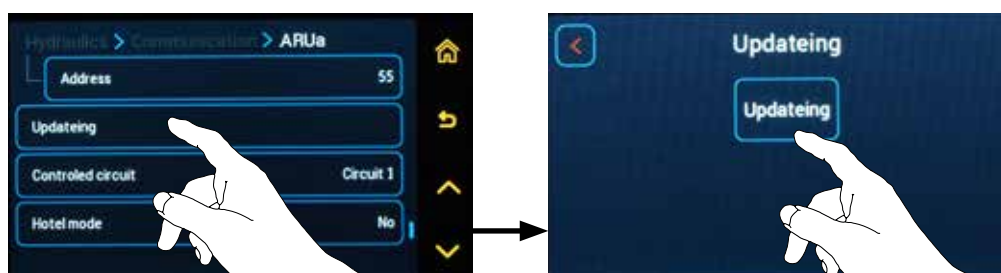 Hydraulics > Communication > ARUa
Address 55
Updateing
Controled circuit Circuit 1
Hotel mode No
Updateing
Updateing